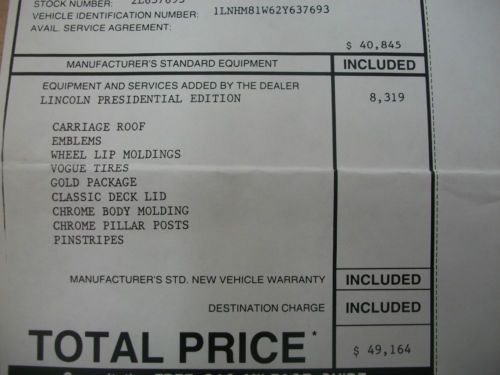 STOCK NUMBER: 2L637693
VEHICLE IDENTIFICATION NUMBER: 1LNHM81W62Y637693
AVAIL. SERVICE AGREEMENT:
$ 40,845
MANUFACTURER'S STANDARD EQUIPMENT INCLUDED
EQUIPMENT AND SERVICES ADDED BY THE DEALER
LINCOLN PRESIDENTIAL EDITION 8,319
CARRIAGE ROOF
EMBLEMS
WHEEL LIP MOLDINGS
VOGUE TIRES
GOLD PACKAGE
CLASSIC DECK LID
CHROME BODY MOLDING
CHROME PILLAR POSTS
PINSTRIPES
MANUFACTURER'S STD. NEW VEHICLE WARRANTY INCLUDED
DESTINATION CHARGE INCLUDED
TOTAL PRICE* $ 49,164